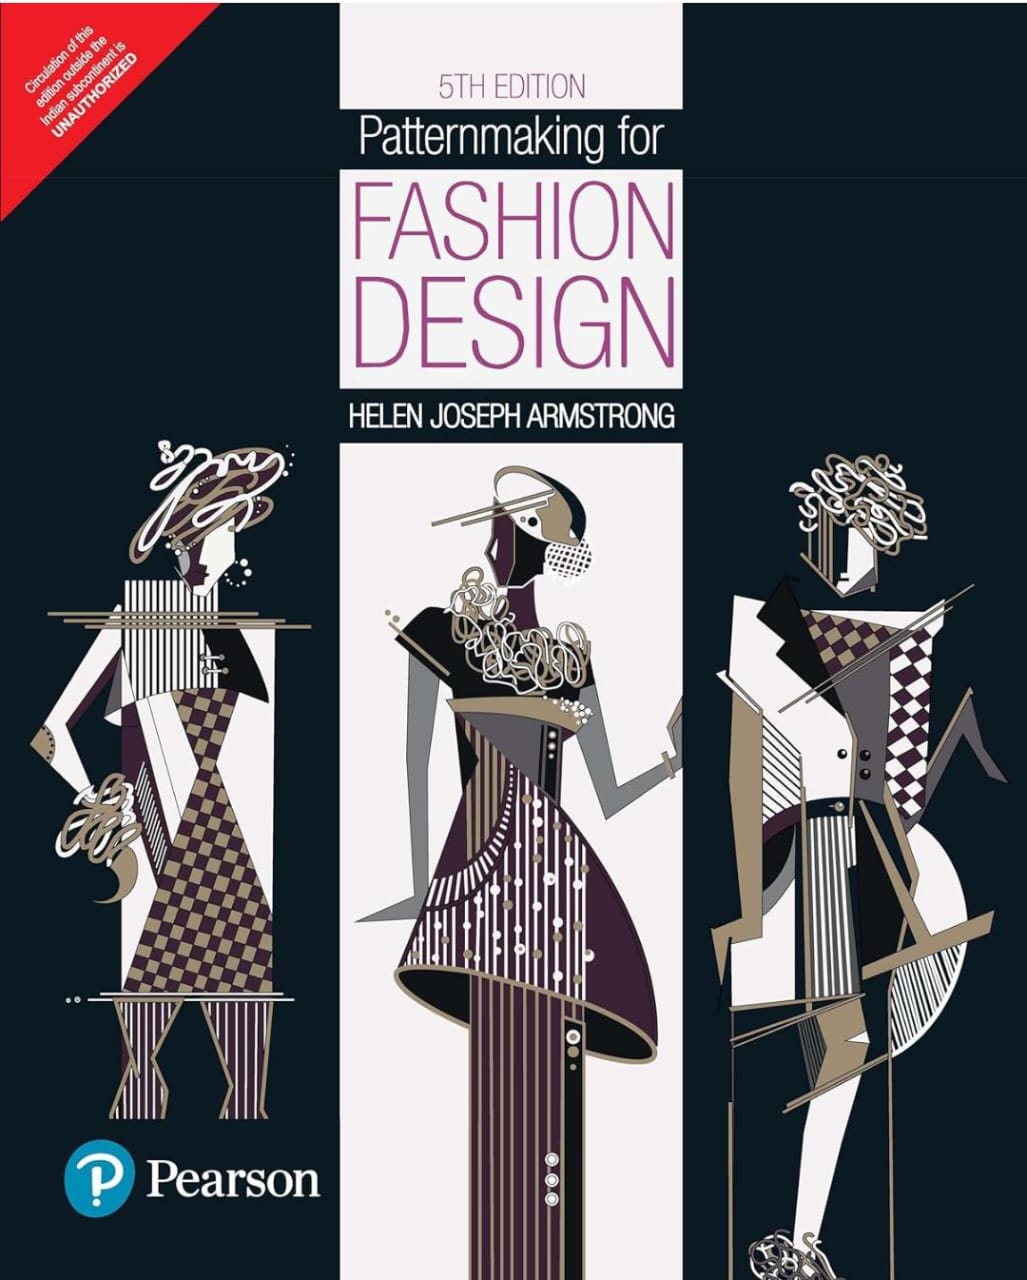 Circulation of this
edition outside the
Indian subcontinent is
UNAUTHORIZED
5TH EDITION
Patternmaking for
FASHION
DESIGN
HELEN JOSEPH ARMSTRONG
Pearson